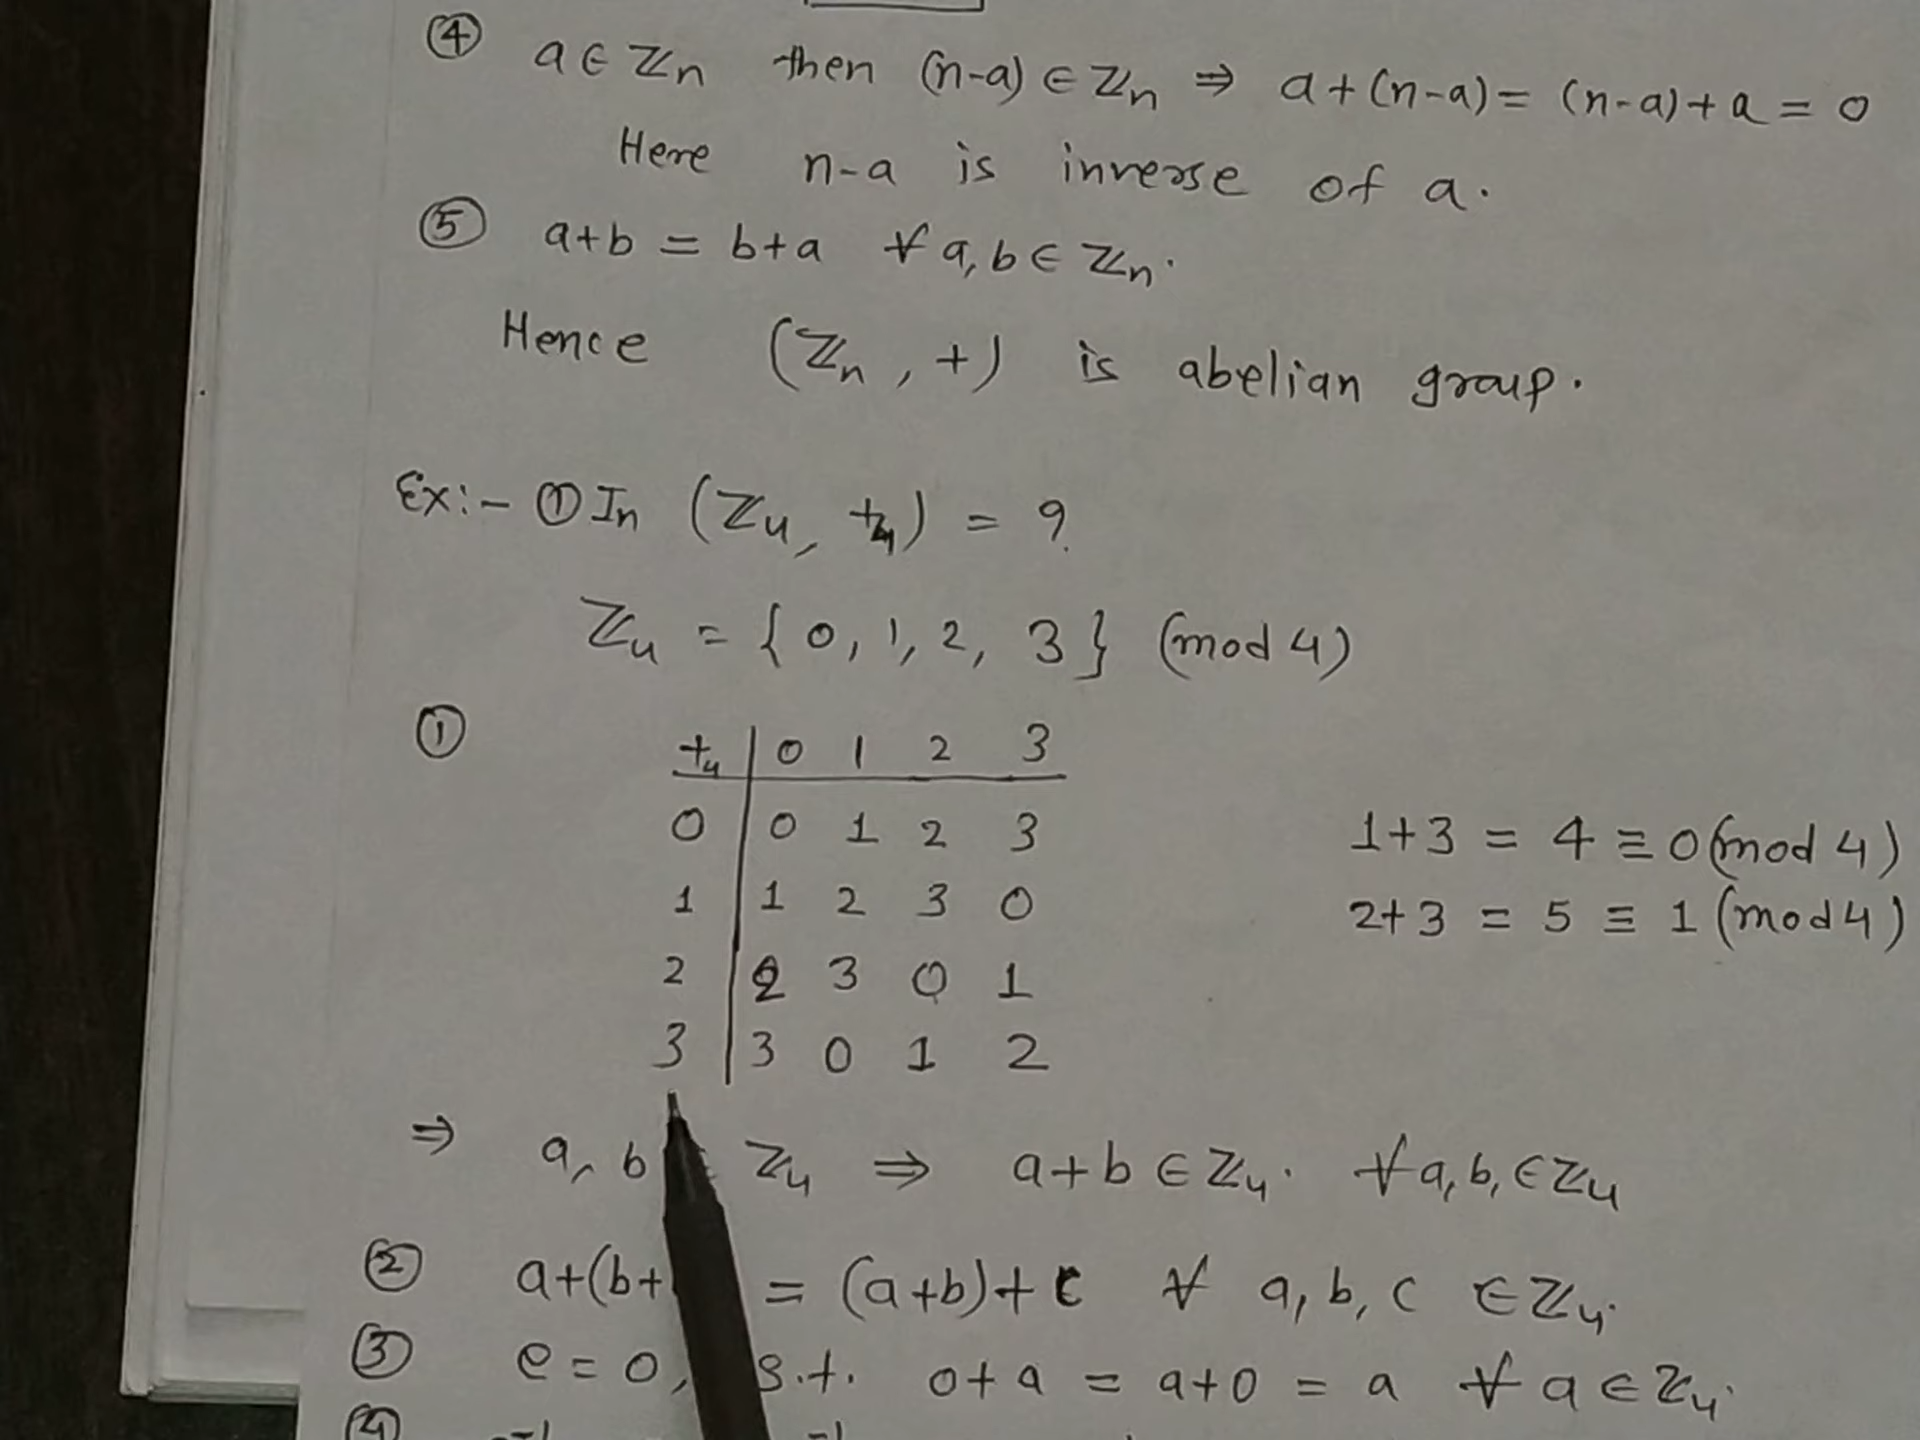 ④ a ∈ ℤn then (n-a) ∈ ℤn ⇒ a+(n-a) = (n-a)+a = 0
Here n-a is inverse of a.
⑤ a+b = b+a ∀ a, b ∈ ℤn.
Hence (ℤn, +) is abelian group.
Ex:- ① In (ℤ4, +4) = ?
ℤ4 = {0, 1, 2, 3} (mod 4)
①
+4 | 0 1 2 3
0 | 0 1 2 3
1 | 1 2 3 0
2 | 2 3 0 1
3 | 3 0 1 2
1+3 = 4 ≡ 0 (mod 4)
2+3 = 5 ≡ 1 (mod 4)
⇒ a, b ℤ4 ⇒ a+b ∈ ℤ4. ∀ a, b, ∈ ℤ4
② a+(b+ = (a+b)+c ∀ a, b, c ∈ ℤ4.
③ e = 0, s.t. 0+a = a+0 = a ∀ a ∈ ℤ4.
④